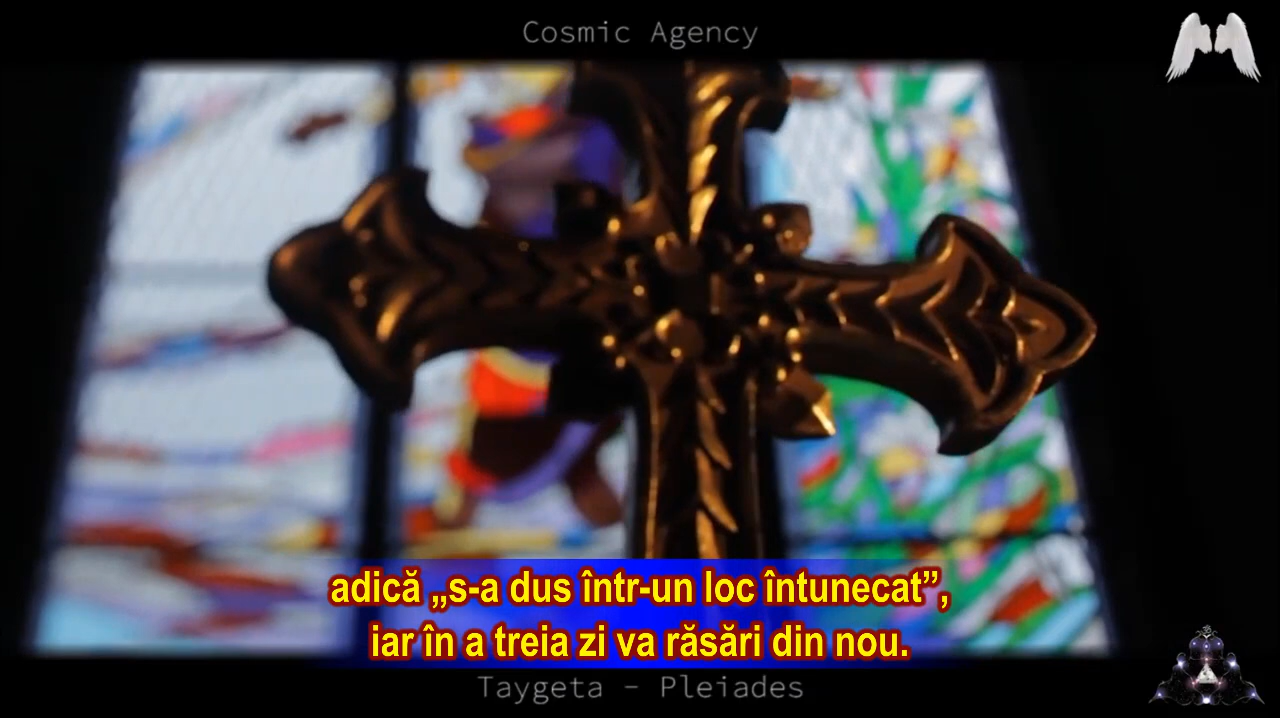 Cosmic Agency
adică „s-a dus într-un loc întunecat”,
iar în a treia zi va răsări din nou.
Taygeta - Pleiades